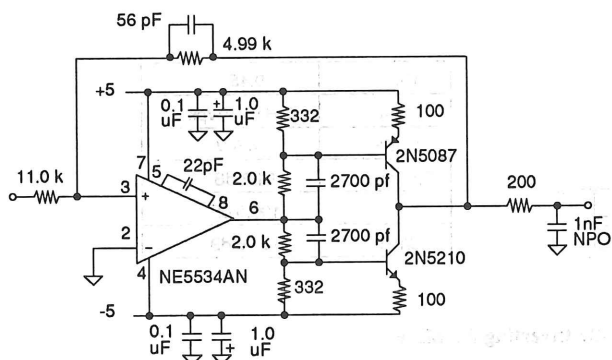 56 pF
4.99 k
+5
0.1
uF
+
1.0
uF
332
100
7
5
22pF
8
2.0 k
2700 pf
2N5087
11.0 k
3
+
6
200
2
−
4
NE5534AN
2.0 k
2700 pf
2N5210
1nF
NPO
332
100
-5
0.1
uF
1.0
uF
+